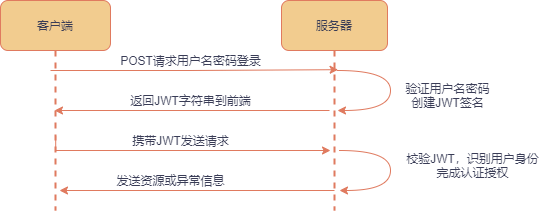 客户端
服务器
POST请求用户名密码登录
验证用户名密码
创建JWT签名
返回JWT字符串到前端
携带JWT发送请求
校验JWT，识别用户身份
完成认证授权
发送资源或异常信息